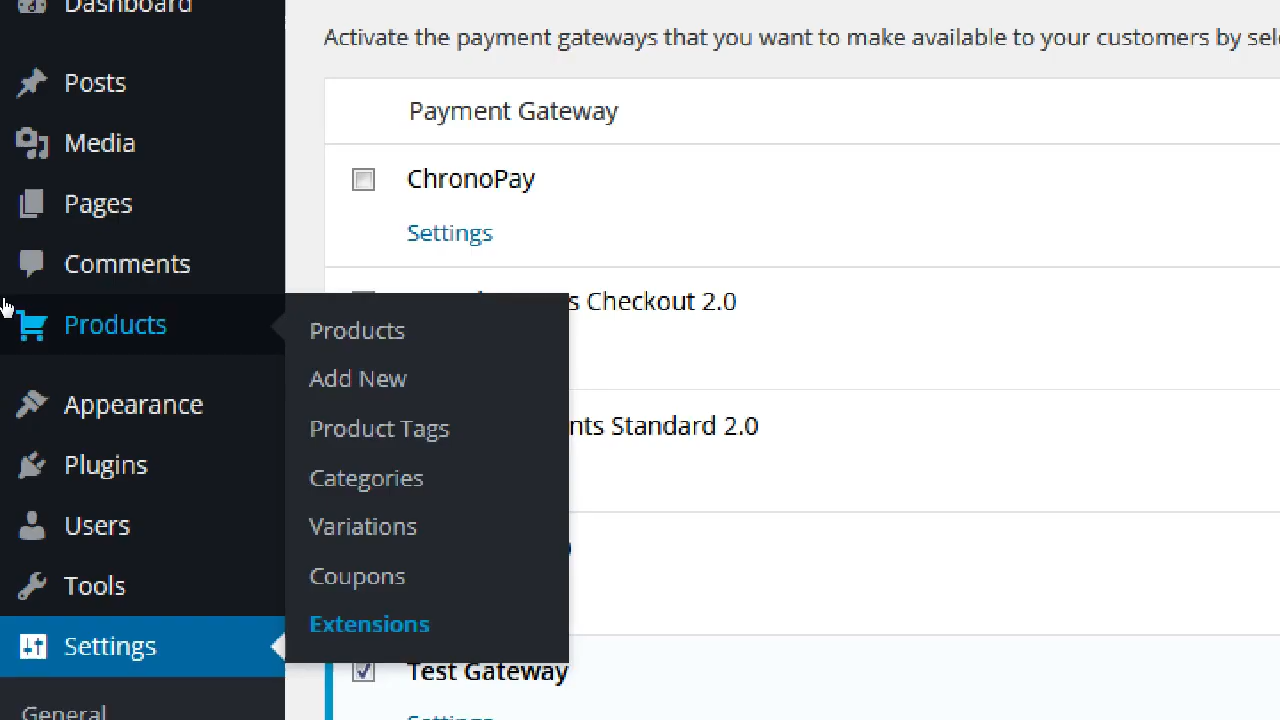 Dashboard
Posts
Media
Pages
Comments
Products
Appearance
Plugins
Users
Tools
Settings
General
Products
Add New
Product Tags
Categories
Variations
Coupons
Extensions
Activate the payment gateways that you want to make available to your customers by
Payment Gateway
ChronoPay
Settings
Checkout 2.0
Standard 2.0
Test Gateway
Settings